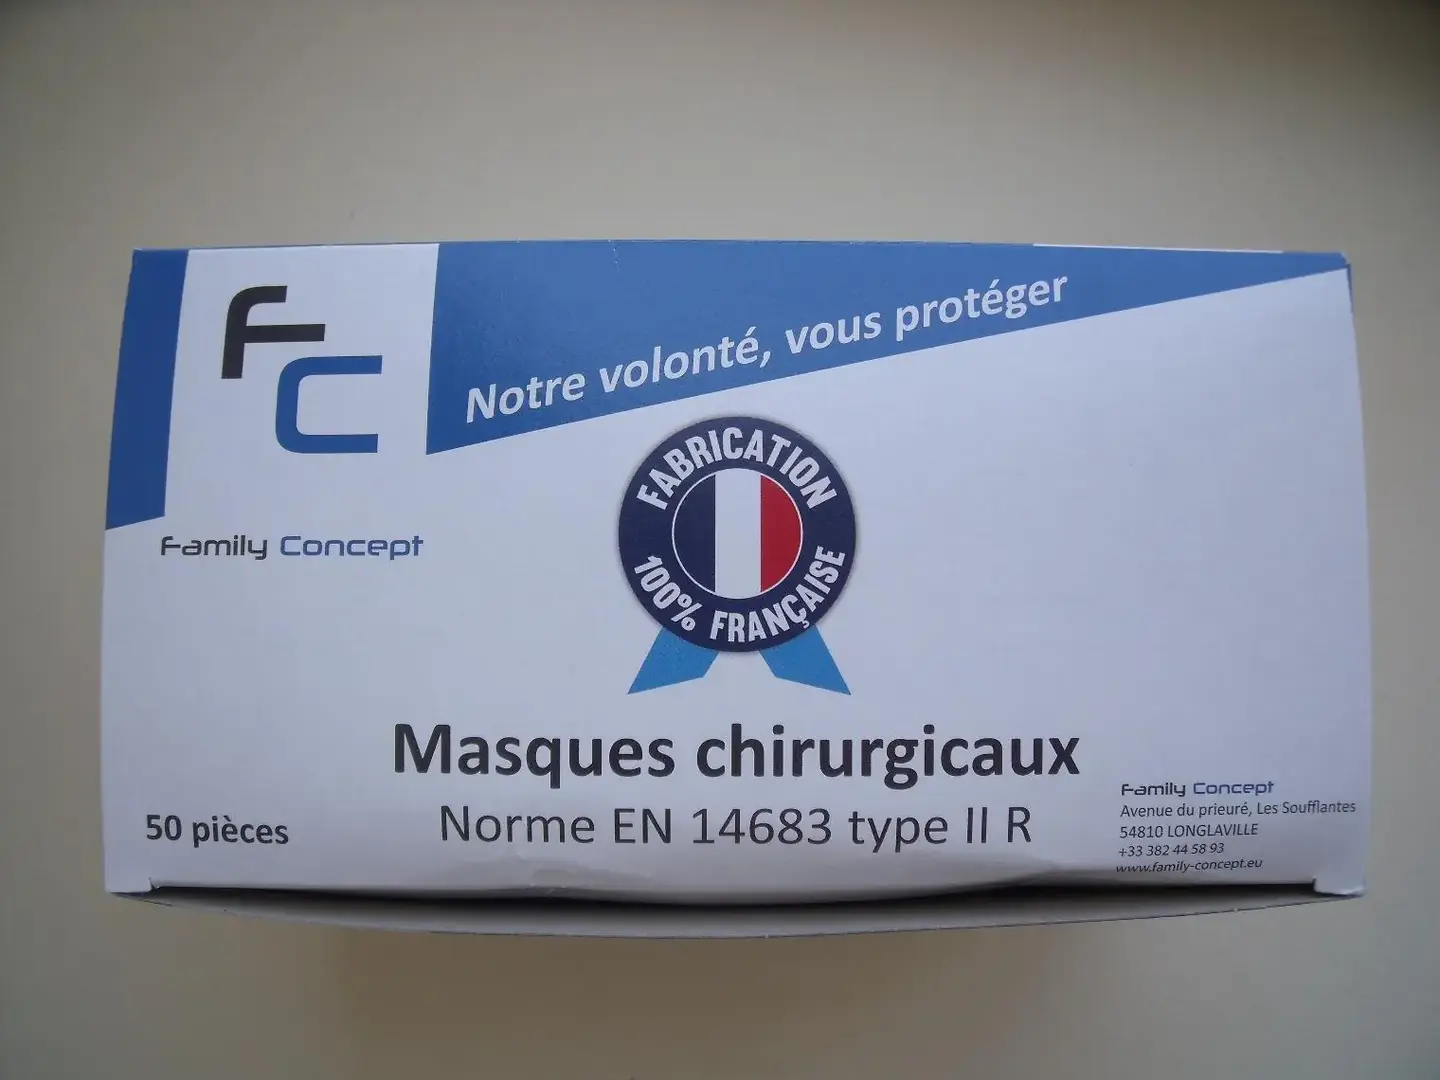 FC
Notre volonté, vous protéger
Family Concept
FABRICATION
100% FRANÇAISE
Masques chirurgicaux
Norme EN 14683 type II R
50 pièces
Family Concept
Avenue du prieuré, Les Soufflantes
54810 LONGLAVILLE
+33 382 44 58 93
www.family-concept.eu